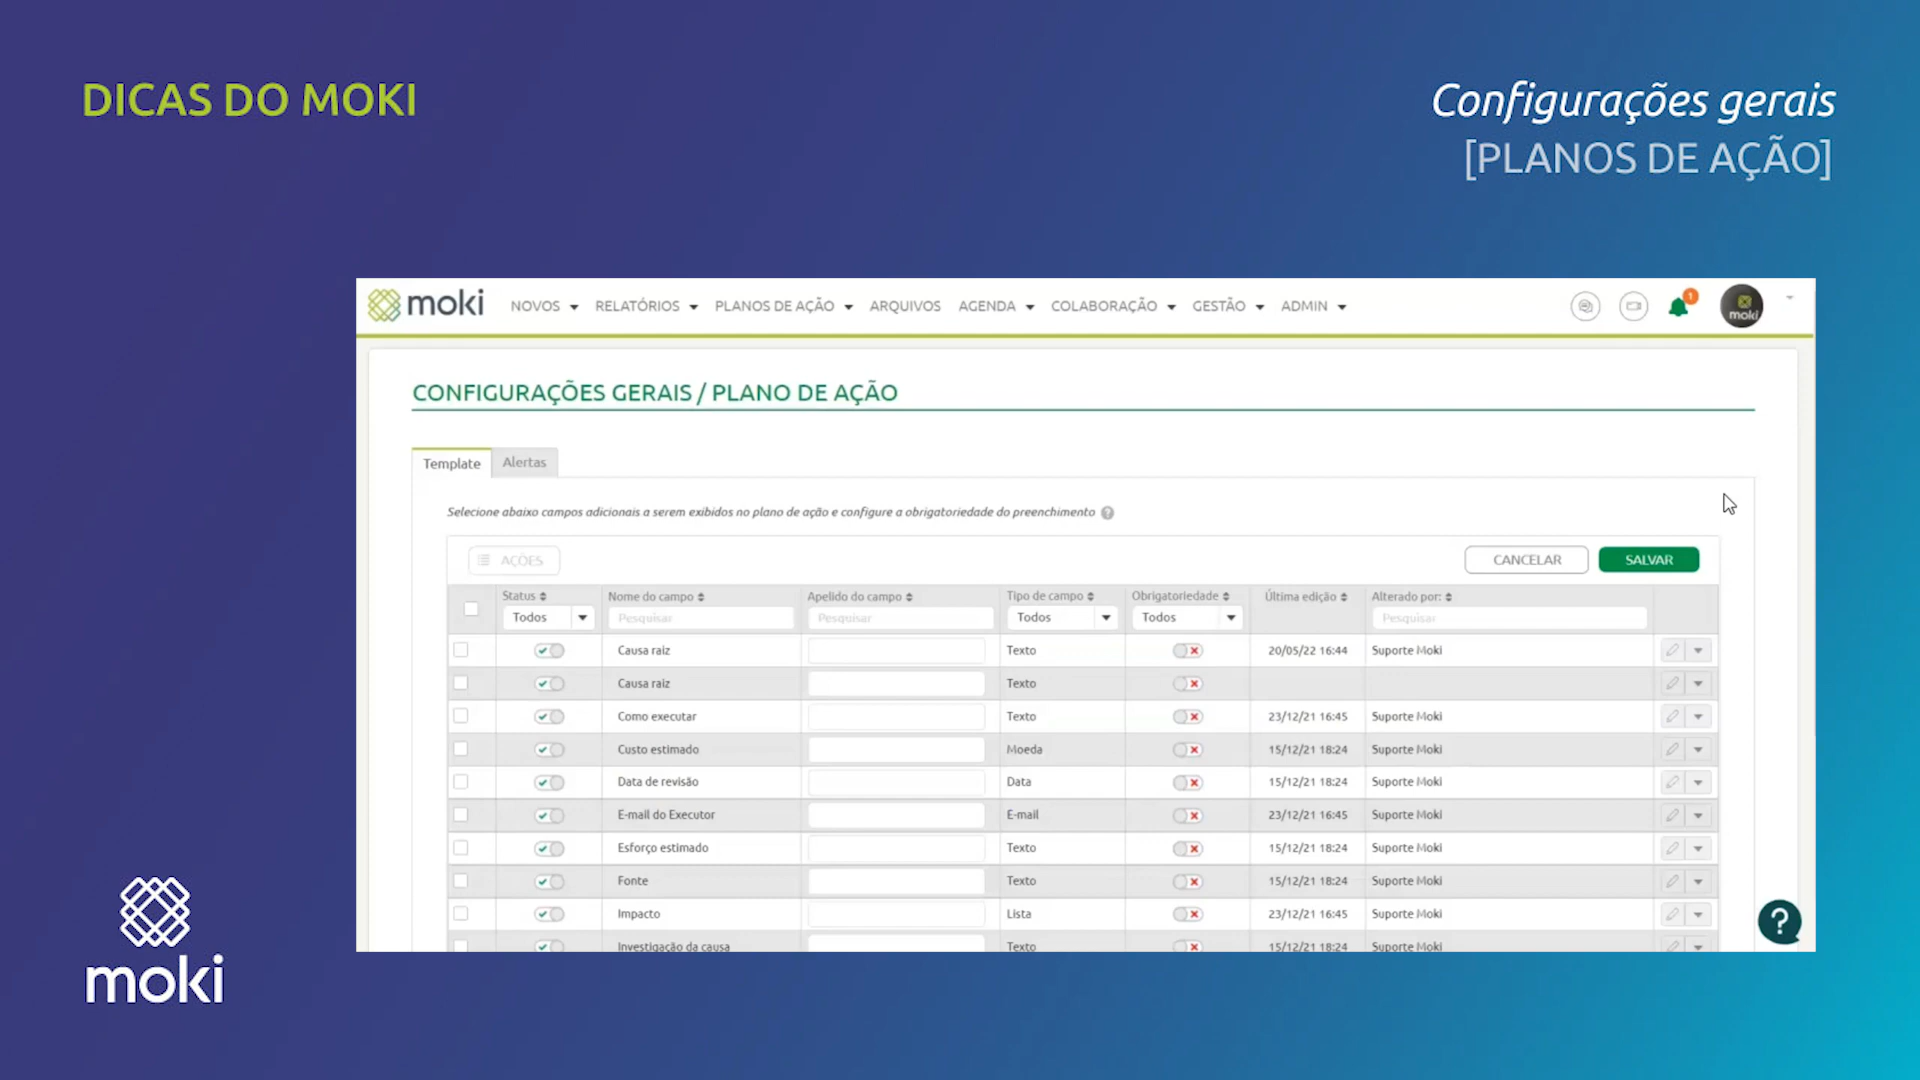 DICAS DO MOKI
Configurações gerais
[PLANOS DE AÇÃO]
moki NOVOS RELATÓRIOS PLANOS DE AÇÃO ARQUIVOS AGENDA COLABORAÇÃO GESTÃO ADMIN 1 moki
CONFIGURAÇÕES GERAIS / PLANO DE AÇÃO
Template Alertas
Selecione abaixo campos adicionais a serem exibidos no plano de ação e configure a obrigatoriedade do preenchimento ?
AÇÕES CANCELAR SALVAR
Status Nome do campo Apelido do campo Tipo de campo Obrigatoriedade Última edição Alterado por:
Todos Pesquisar Pesquisar Todos Todos Pesquisar
Causa raiz Texto 20/05/22 16:44 Suporte Moki
Causa raiz Texto
Como executar Texto 23/12/21 16:45 Suporte Moki
Custo estimado Moeda 15/12/21 18:24 Suporte Moki
Data de revisão Data 15/12/21 18:24 Suporte Moki
E-mail do Executor E-mail 23/12/21 16:45 Suporte Moki
Esforço estimado Texto 15/12/21 18:24 Suporte Moki
Fonte Texto 15/12/21 18:24 Suporte Moki
Impacto Lista 23/12/21 16:45 Suporte Moki
Investigação da causa Texto 15/12/21 18:24 Suporte Moki
?
moki